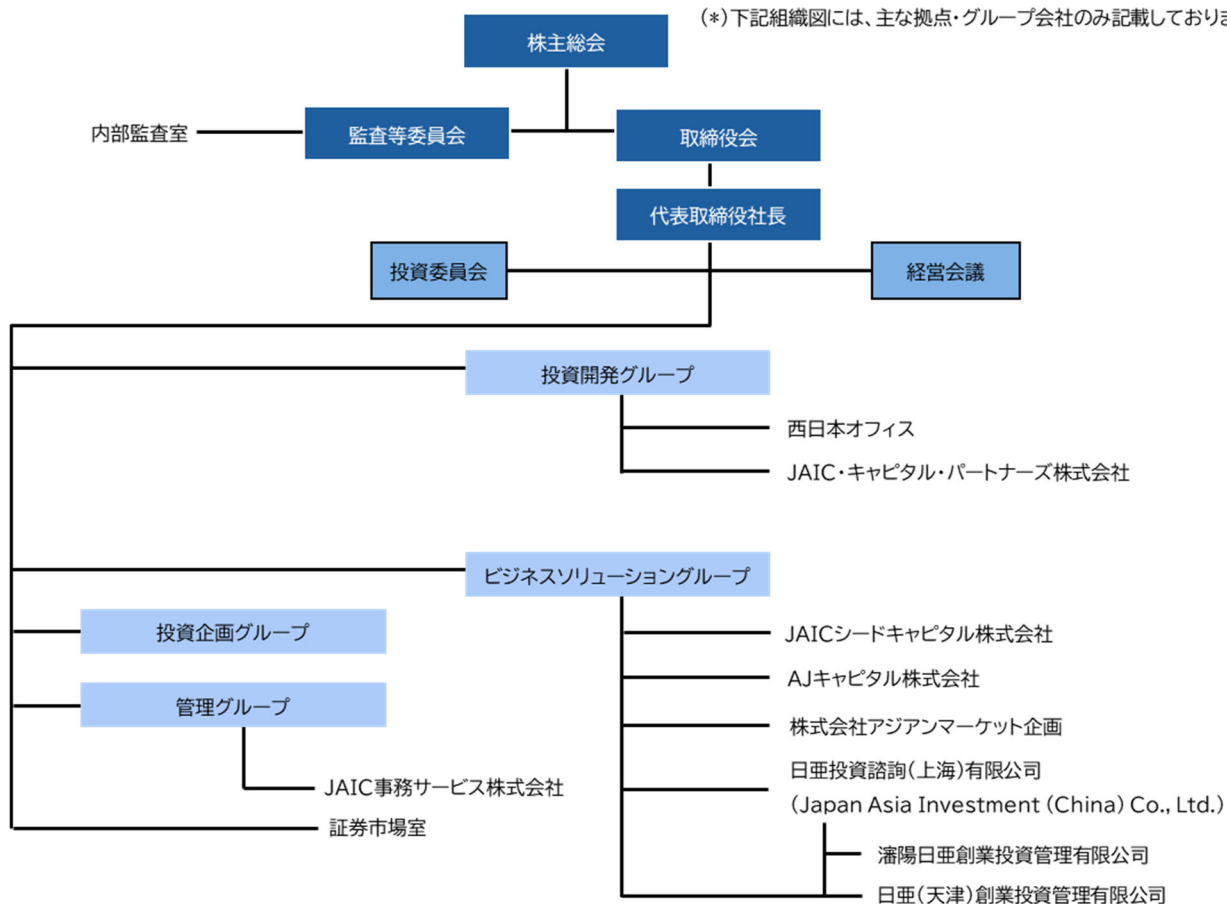 (*)下記組織図には、主な拠点・グループ会社のみ記載しており
株主総会
内部監査室
監査等委員会
取締役会
代表取締役社長
投資委員会
経営会議
投資開発グループ
西日本オフィス
JAIC・キャピタル・パートナーズ株式会社
ビジネスソリューショングループ
投資企画グループ
JAICシードキャピタル株式会社
AJキャピタル株式会社
管理グループ
株式会社アジアンマーケット企画
日亜投資諮詢(上海)有限公司
(Japan Asia Investment (China) Co., Ltd.)
JAIC事務サービス株式会社
証券市場室
瀋陽日亜創業投資管理有限公司
日亜(天津)創業投資管理有限公司